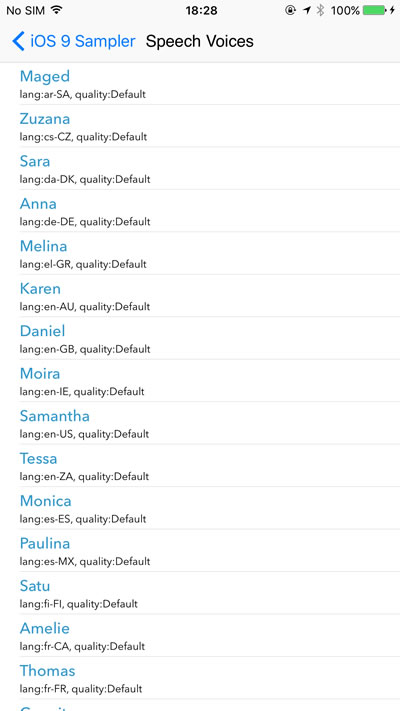 No SIM 18:28 100%
iOS 9 Sampler Speech Voices
Maged
lang:ar-SA, quality:Default
Zuzana
lang:cs-CZ, quality:Default
Sara
lang:da-DK, quality:Default
Anna
lang:de-DE, quality:Default
Melina
lang:el-GR, quality:Default
Karen
lang:en-AU, quality:Default
Daniel
lang:en-GB, quality:Default
Moira
lang:en-IE, quality:Default
Samantha
lang:en-US, quality:Default
Tessa
lang:en-ZA, quality:Default
Monica
lang:es-ES, quality:Default
Paulina
lang:es-MX, quality:Default
Satu
lang:fi-FI, quality:Default
Amelie
lang:fr-CA, quality:Default
Thomas
lang:fr-FR, quality:Default